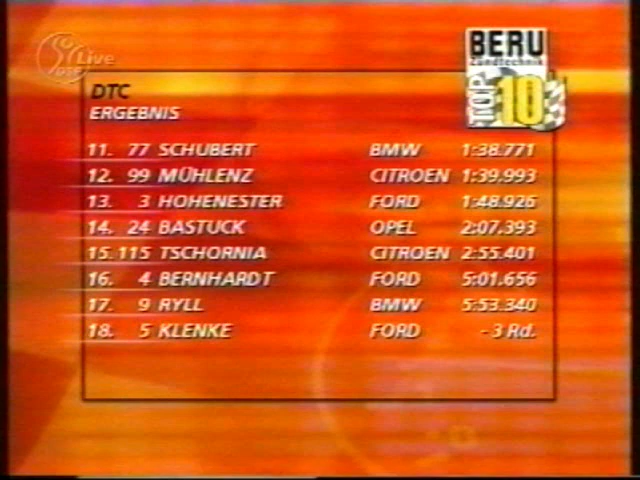 Live
DSF
BERU
Zündtechnik
TOP
10
DTC
ERGEBNIS
11. 77 SCHUBERT BMW 1:38.771
12. 99 MÜHLENZ CITROEN 1:39.993
13. 3 HOHENESTER FORD 1:48.926
14. 24 BASTUCK OPEL 2:07.393
15. 115 TSCHORNIA CITROEN 2:55.401
16. 4 BERNHARDT FORD 5:01.656
17. 9 RYLL BMW 5:53.340
18. 5 KLENKE FORD - 3 Rd.